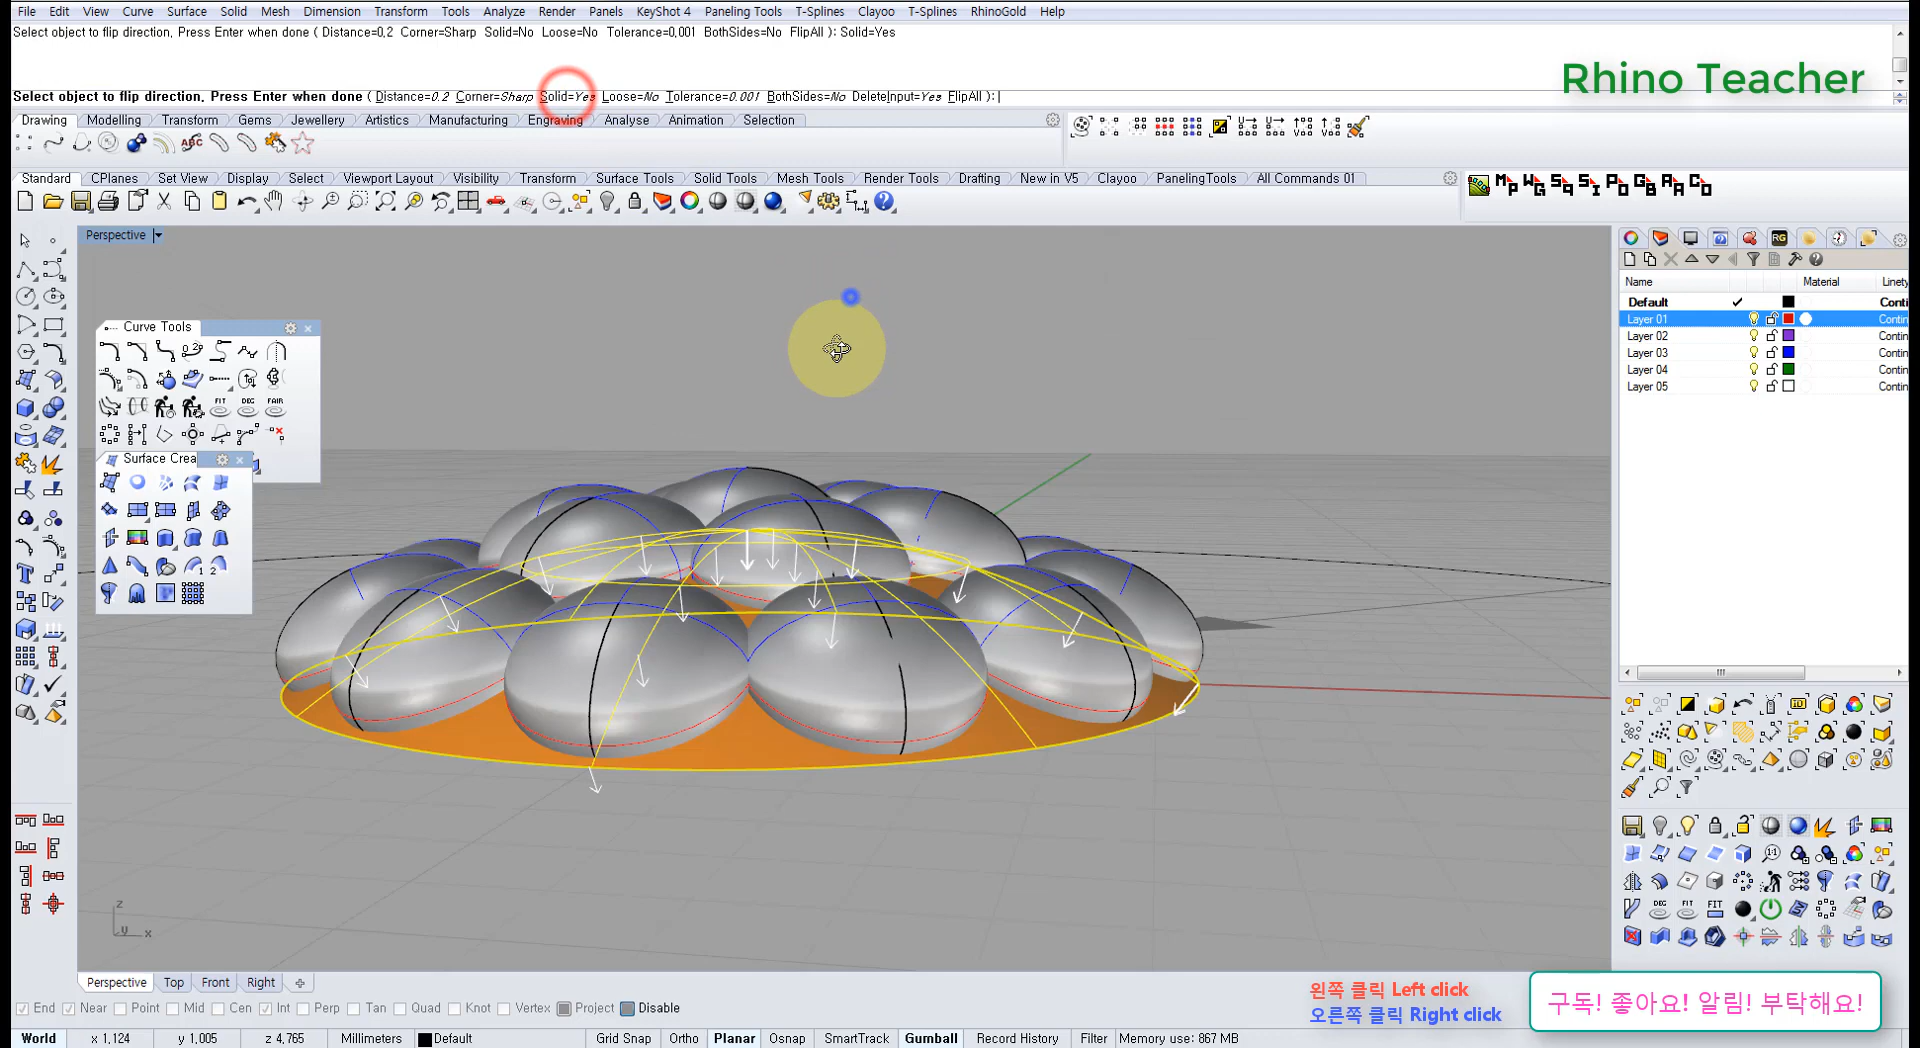 File Edit View Curve Surface Solid Mesh Dimension Transform Tools Analyze Render Panels KeyShot 4 Paneling Tools T-Splines Clayoo T-Splines RhinoGold Help
Select object to flip direction. Press Enter when done ( Distance=0.2 Corner=Sharp Solid=No Loose=No Tolerance=0.001 BothSides=No FlipAll ): Solid=Yes
Rhino Teacher
Select object to flip direction. Press Enter when done ( Distance=0.2 Corner=Sharp Solid=Yes Loose=No Tolerance=0.001 BothSides=No DeleteInput=Yes FlipAll ):
Drawing Modelling Transform Gems Jewellery Artistics Manufacturing Engraving Analyse Animation Selection
Standard CPlanes Set View Display Select Viewport Layout Visibility Transform Surface Tools Solid Tools Mesh Tools Render Tools Drafting New in V5 Clayoo PanelingTools All Commands 01
Perspective
Curve Tools
Surface Crea
Name Material Linety
Default Conti
Layer 01 Contin
Layer 02 Contin
Layer 03 Contin
Layer 04 Contin
Layer 05 Contin
z
y x
Perspective Top Front Right
End Near Point Mid Cen Int Perp Tan Quad Knot Vertex Project Disable
왼쪽 클릭 Left click
오른쪽 클릭 Right click
구독! 좋아요! 알림! 부탁해요!
World x 1.124 y 1.005 z 4.765 Millimeters Default Grid Snap Ortho Planar Osnap SmartTrack Gumball Record History Filter Memory use: 867 MB